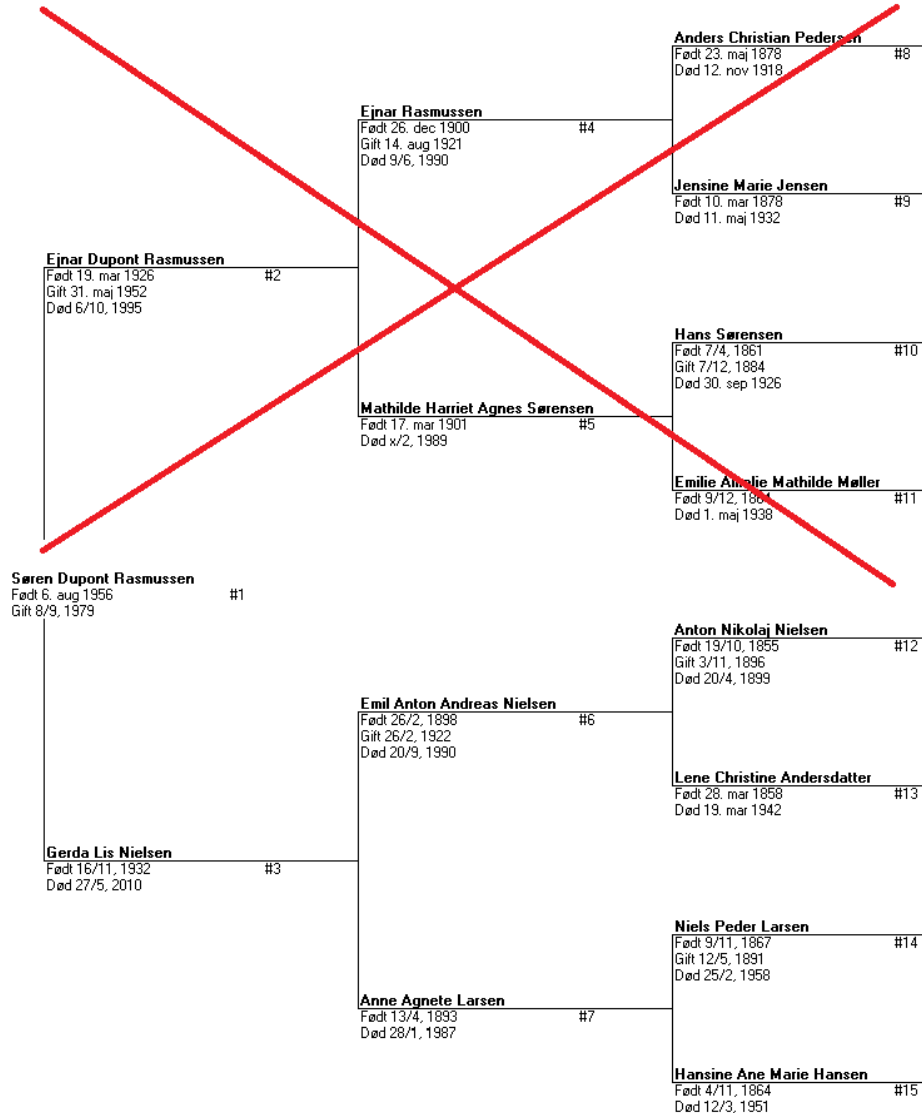 Anders Christian Pedersen
Født 23. maj 1878 #8
Død 12. nov 1918
Ejnar Rasmussen
Født 26. dec 1900 #4
Gift 14. aug 1921
Død 9/6, 1990
Jensine Marie Jensen
Født 10. mar 1878 #9
Død 11. maj 1932
Ejnar Dupont Rasmussen
Født 19. mar 1926 #2
Gift 31. maj 1952
Død 6/10, 1995
Hans Sørensen
Født 7/4, 1861 #10
Gift 7/12, 1884
Død 30. sep 1926
Mathilde Harriet Agnes Sørensen
Født 17. mar 1901 #5
Død x/2, 1989
Emilie Amalie Mathilde Møller
Født 9/12, 1864 #11
Død 1. maj 1938
Søren Dupont Rasmussen
Født 6. aug 1956 #1
Gift 8/9, 1979
Anton Nikolaj Nielsen
Født 19/10, 1855 #12
Gift 3/11, 1896
Død 20/4, 1899
Emil Anton Andreas Nielsen
Født 26/2, 1898 #6
Gift 26/2, 1922
Død 20/9, 1990
Lene Christine Andersdatter
Født 28. mar 1858 #13
Død 19. mar 1942
Gerda Lis Nielsen
Født 16/11, 1932 #3
Død 27/5, 2010
Niels Peder Larsen
Født 9/11, 1867 #14
Gift 12/5, 1891
Død 25/2, 1958
Anne Agnete Larsen
Født 13/4, 1893 #7
Død 28/1, 1987
Hansine Ane Marie Hansen
Født 4/11, 1864 #15
Død 12/3, 1951